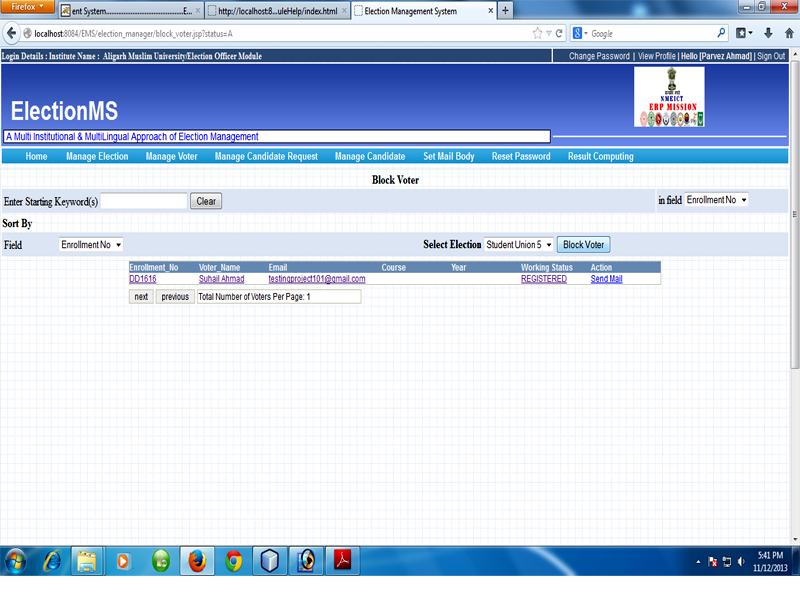 Firefox
ent System.................................................E...
http://localhost:8...uleHelp/index.html
Election Management System
localhost:8084/EMS/election_manager/block_voter.jsp?status=A
Google
Login Details : Institute Name : Aligarh Muslim University/Election Officer Module
Change Password | View Profile | Hello [Parvez Ahmad] | Sign Out
ElectionMS
NMEICT
ERP MISSION
A Multi Institutional & MultiLingual Approach of Election Management
Home Manage Election Manage Voter Manage Candidate Request Manage Candidate Set Mail Body Reset Password Result Computing
Block Voter
Enter Starting Keyword(s) Clear in field Enrollment No
Sort By
Field Enrollment No Select Election Student Union 5 Block Voter
Enrollment_No Voter_Name Email Course Year Working Status Action
DD1616 Suhail Ahmad testingproject101@gmail.com REGISTERED Send Mail
next previous Total Number of Voters Per Page: 1
5:41 PM
11/12/2013